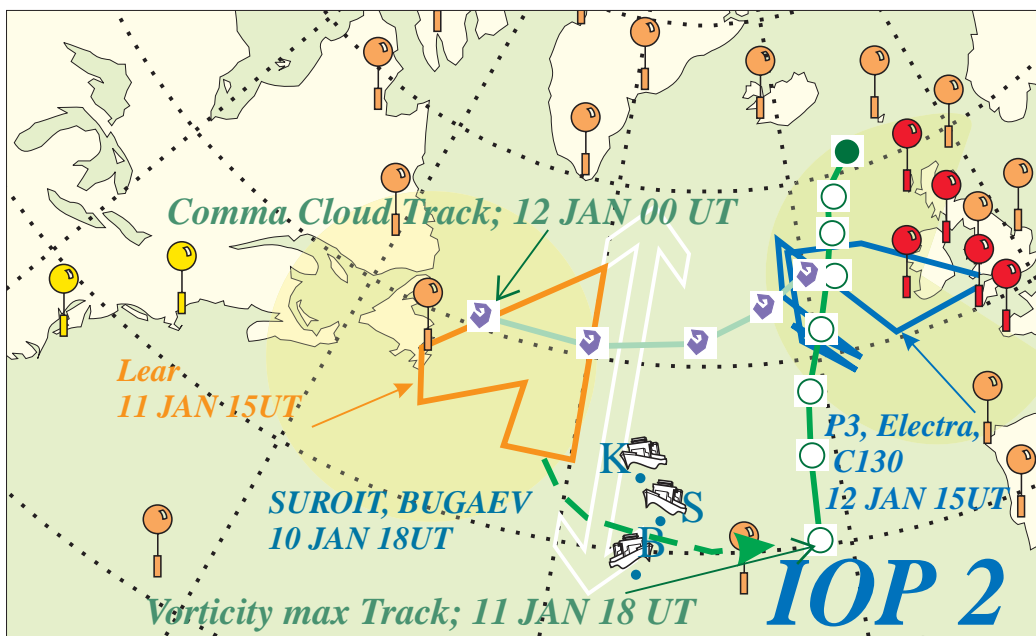 Comma Cloud Track; 12 JAN 00 UT
Lear
11 JAN 15UT
P3, Electra,
C130
12 JAN 15UT
K
SUROIT, BUGAEV
10 JAN 18UT
S
B
Vorticity max Track; 11 JAN 18 UT
IOP 2